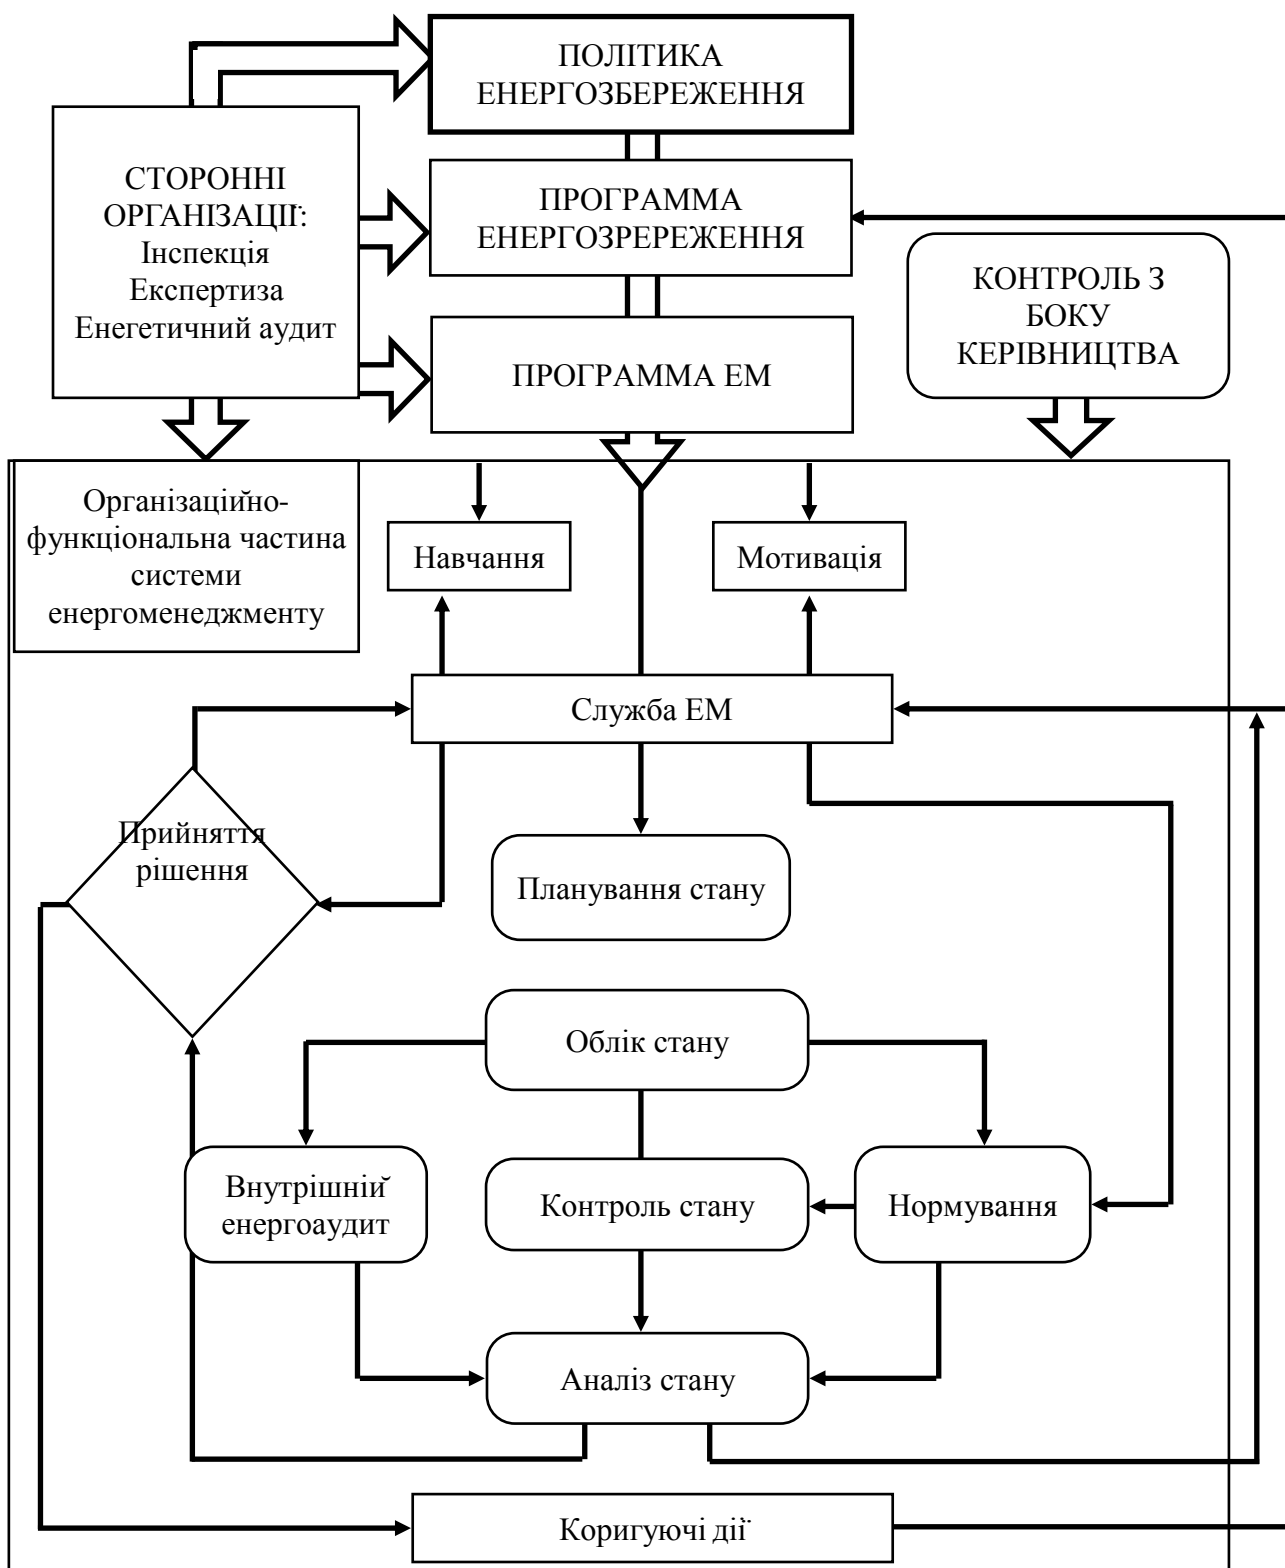 ПОЛІТИКА
ЕНЕРГОЗБЕРЕЖЕННЯ
СТОРОННІ
ОРГАНІЗАЦІЇ:
Інспекція
Експертиза
Енегетичний аудит
ПРОГРАММА
ЕНЕРГОЗРЕРЕЖЕННЯ
КОНТРОЛЬ З
БОКУ
КЕРІВНИЦТВА
ПРОГРАММА ЕМ
Організаційно-
функціональна частина
системи
енергоменеджменту
Навчання
Мотивація
Служба ЕМ
Прийняття
рішення
Планування стану
Облік стану
Внутрішній
енергоаудит
Контроль стану
Нормування
Аналіз стану
Коригуючі дії